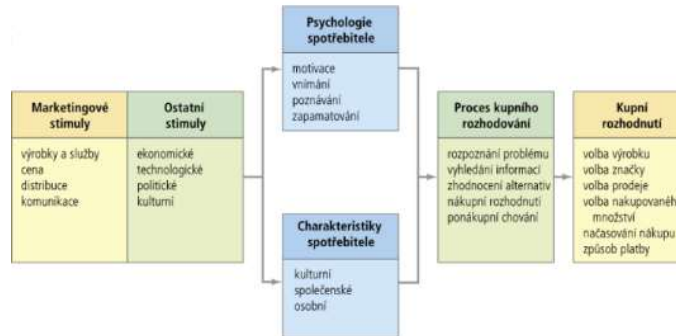 Marketingové
stimuly
výrobky a služby
cena
distribuce
komunikace
Ostatní
stimuly
ekonomické
technologické
politické
kulturní
Psychologie
spotřebitele
motivace
vnímání
poznávání
zapamatování
Charakteristiky
spotřebitele
kulturní
společenské
osobní
Proces kupního
rozhodování
rozpoznání problému
vyhledání informací
zhodnocení alternativ
nákupní rozhodnutí
ponákupní chování
Kupní
rozhodnutí
volba výrobku
volba značky
volba prodeje
volba nakupovanéh
množství
načasování nákupu
způsob platby